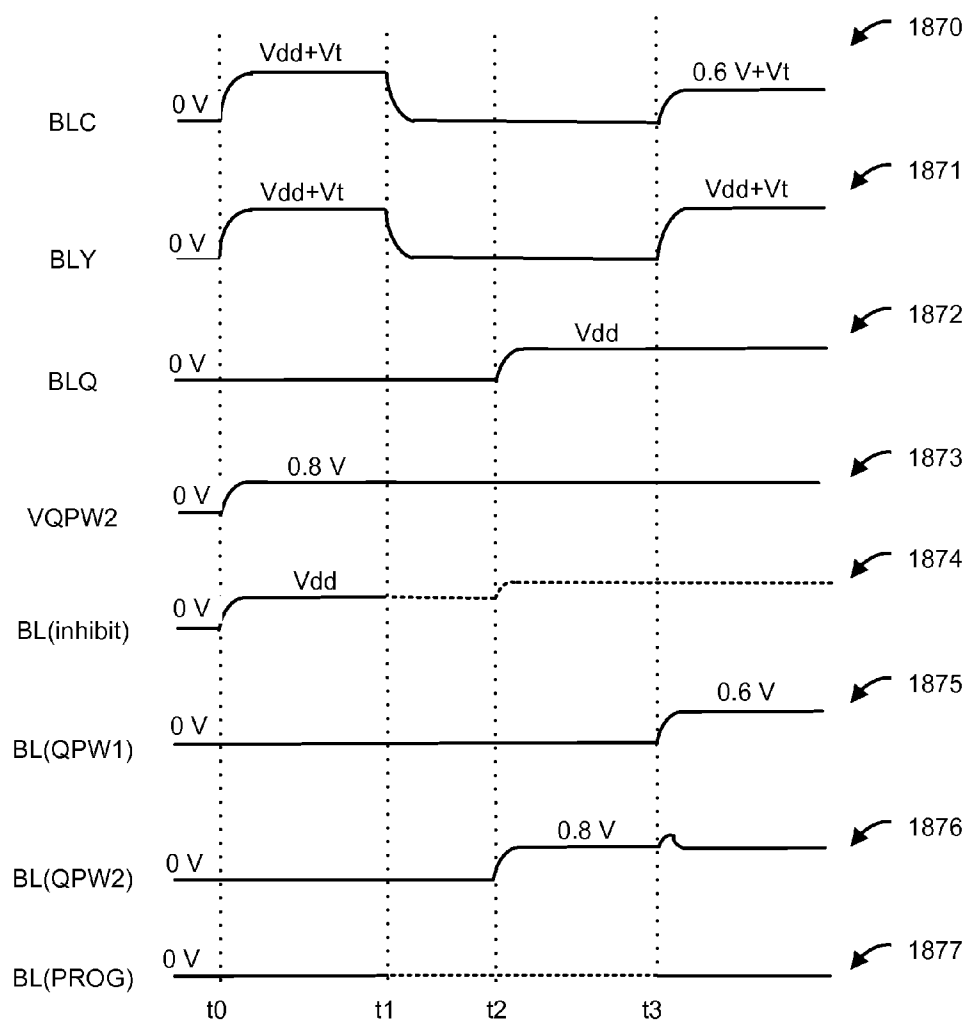 1870
Vdd+Vt
0.6 V+Vt
0 V
BLC
1871
Vdd+Vt
Vdd+Vt
0 V
BLY
1872
Vdd
0 V
BLQ
1873
0.8 V
0 V
VQPW2
1874
Vdd
0 V
BL(inhibit)
1875
0.6 V
0 V
BL(QPW1)
1876
0.8 V
0 V
BL(QPW2)
1877
0 V
BL(PROG)
t0 t1 t2 t3